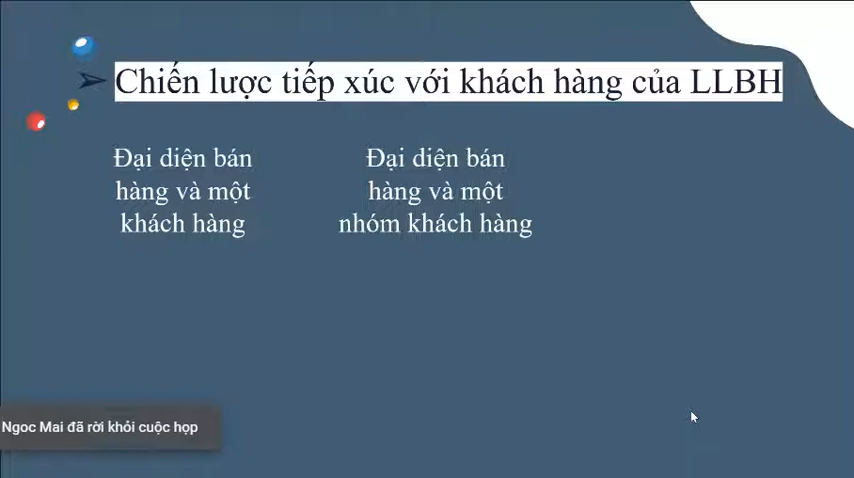 Chiến lược tiếp xúc với khách hàng của LLBH
Đại diện bán
hàng và một
khách hàng
Đại diện bán
hàng và một
nhóm khách hàng
Ngoc Mai đã rời khỏi cuộc họp